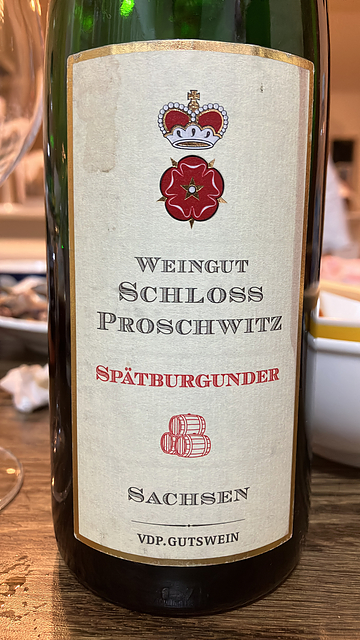 WEINGUT
SCHLOSS
PROSCHWITZ
SPÄTBURGUNDER
SACHSEN
VDP.GUTSWEIN